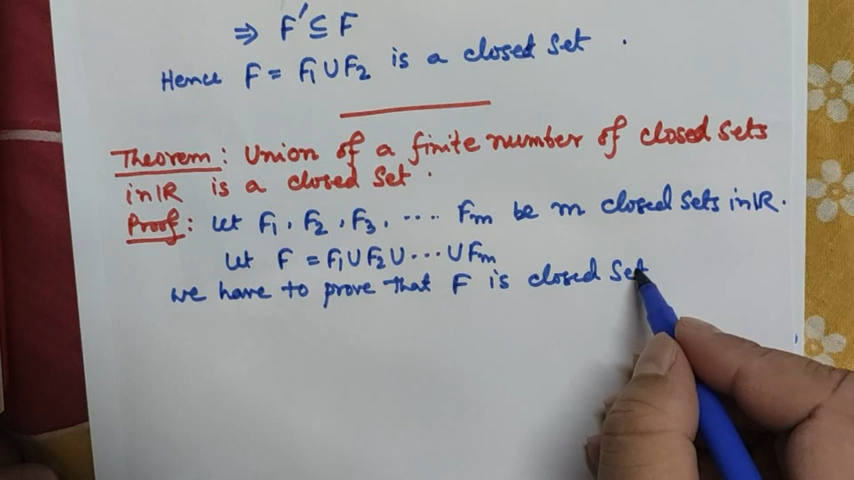 ⇒ F' ⊆ F
Hence F = F₁ ∪ F₂ is a closed set .
Theorem : Union of a finite number of closed sets
in IR is a closed set .
Proof : Let F₁ , F₂ , F₃ , .... Fₘ be m closed sets in IR .
Let F = F₁ ∪ F₂ ∪ ... ∪ Fₘ
we have to prove that F is closed set